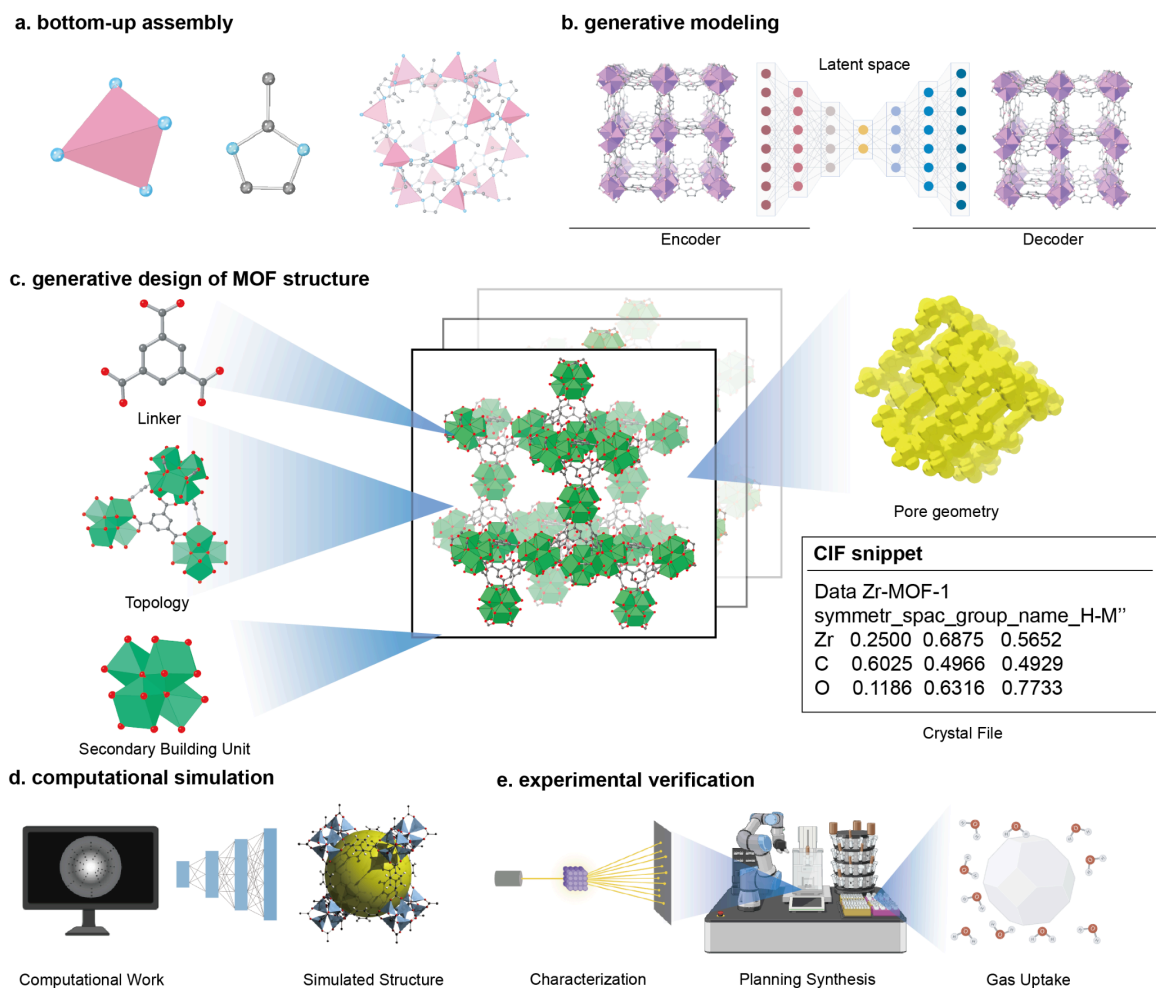 a. bottom-up assembly
b. generative modeling
Latent space
Encoder
Decoder
c. generative design of MOF structure
Linker
Topology
Secondary Building Unit
Pore geometry
CIF snippet
Data Zr-MOF-1
symmetr_spac_group_name_H-M’’
Zr 0.2500 0.6875 0.5652
C 0.6025 0.4966 0.4929
O 0.1186 0.6316 0.7733
Crystal File
d. computational simulation
Computational Work
Simulated Structure
e. experimental verification
Characterization
Planning Synthesis
Gas Uptake